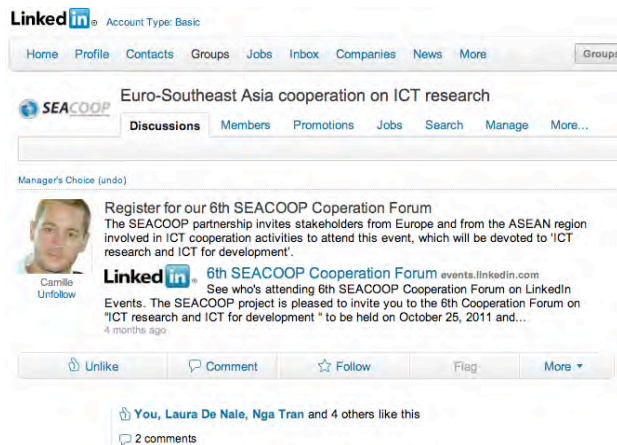 Linked in® Account Type: Basic
Home Profile Contacts Groups Jobs Inbox Companies News More Groups
SEACOOP Euro-Southeast Asia cooperation on ICT research
Discussions Members Promotions Jobs Search Manage More...
Manager's Choice (undo)
Register for our 6th SEACOOP Coperation Forum
The SEACOOP partnership invites stakeholders from Europe and from the ASEAN region
involved in ICT cooperation activities to attend this event, which will be devoted to 'ICT
research and ICT for development'.
Camille
Unfollow
Linked in® 6th SEACOOP Cooperation Forum events.linkedin.com
See who's attending 6th SEACOOP Cooperation Forum on LinkedIn
Events. The SEACOOP project is pleased to invite you to the 6th Cooperation Forum on
"ICT research and ICT for development " to be held on October 25, 2011 and...
4 months ago
Unlike Comment Follow Flag More
You, Laura De Nale, Nga Tran and 4 others like this
2 comments